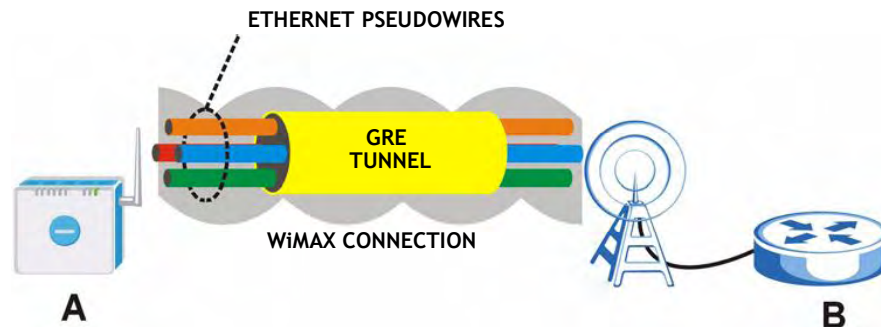 ETHERNET PSEUDOWIRES
GRE
TUNNEL
WiMAX CONNECTION
A
B